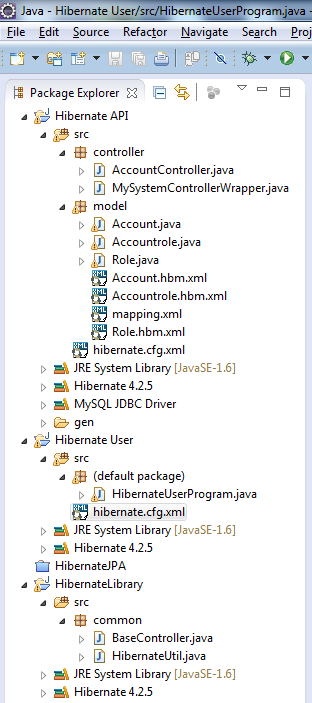 Java - Hibernate User/src/HibernateUserProgram.java -
File Edit Source Refactor Navigate Search Proj
Package Explorer
Hibernate API
src
controller
AccountController.java
MySystemControllerWrapper.java
model
Account.java
Accountrole.java
Role.java
Account.hbm.xml
Accountrole.hbm.xml
mapping.xml
Role.hbm.xml
hibernate.cfg.xml
JRE System Library [JavaSE-1.6]
Hibernate 4.2.5
MySQL JDBC Driver
gen
Hibernate User
src
(default package)
HibernateUserProgram.java
hibernate.cfg.xml
JRE System Library [JavaSE-1.6]
Hibernate 4.2.5
HibernateJPA
HibernateLibrary
src
common
BaseController.java
HibernateUtil.java
JRE System Library [JavaSE-1.6]
Hibernate 4.2.5